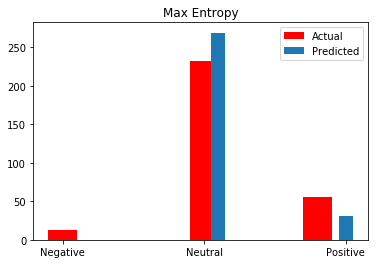 Max Entropy
Actual
Predicted
250
200
150
100
50
0
Negative
Neutral
Positive